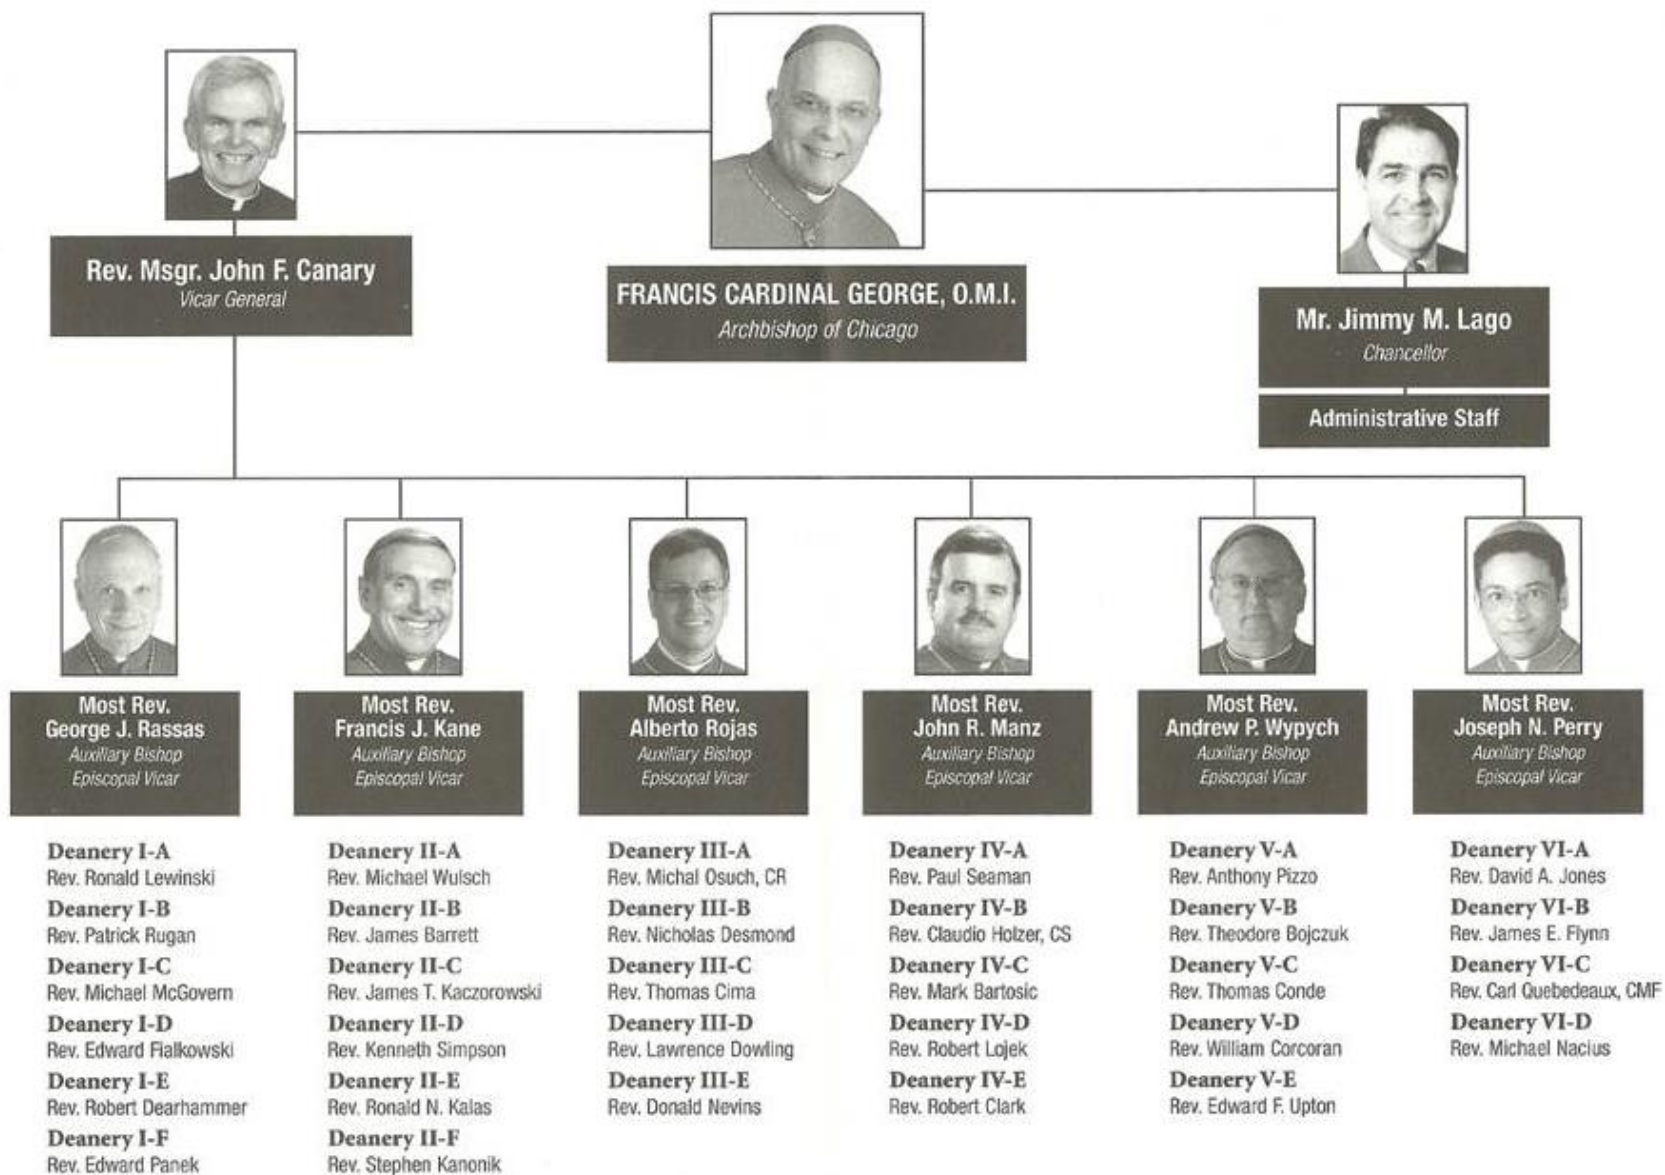 Rev. Msgr. John F. Canary
Vicar General
FRANCIS CARDINAL GEORGE, O.M.I.
Archbishop of Chicago
Mr. Jimmy M. Lago
Chancellor
Administrative Staff
Most Rev.
George J. Rassas
Auxiliary Bishop
Episcopal Vicar
Most Rev.
Francis J. Kane
Auxiliary Bishop
Episcopal Vicar
Most Rev.
Alberto Rojas
Auxiliary Bishop
Episcopal Vicar
Most Rev.
John R. Manz
Auxiliary Bishop
Episcopal Vicar
Most Rev.
Andrew P. Wypych
Auxiliary Bishop
Episcopal Vicar
Most Rev.
Joseph N. Perry
Auxiliary Bishop
Episcopal Vicar
Deanery I-A
Rev. Ronald Lewinski
Deanery I-B
Rev. Patrick Rugan
Deanery I-C
Rev. Michael McGovern
Deanery I-D
Rev. Edward Fialkowski
Deanery I-E
Rev. Robert Dearhammer
Deanery I-F
Rev. Edward Panek
Deanery II-A
Rev. Michael Wulsch
Deanery II-B
Rev. James Barrett
Deanery II-C
Rev. James T. Kaczorowski
Deanery II-D
Rev. Kenneth Simpson
Deanery II-E
Rev. Ronald N. Kalas
Deanery II-F
Rev. Stephen Kanonik
Deanery III-A
Rev. Michal Osuch, CR
Deanery III-B
Rev. Nicholas Desmond
Deanery III-C
Rev. Thomas Cima
Deanery III-D
Rev. Lawrence Dowling
Deanery III-E
Rev. Donald Nevins
Deanery IV-A
Rev. Paul Seaman
Deanery IV-B
Rev. Claudio Holzer, CS
Deanery IV-C
Rev. Mark Bartosic
Deanery IV-D
Rev. Robert Lojek
Deanery IV-E
Rev. Robert Clark
Deanery V-A
Rev. Anthony Pizzo
Deanery V-B
Rev. Theodore Bojczuk
Deanery V-C
Rev. Thomas Conde
Deanery V-D
Rev. William Corcoran
Deanery V-E
Rev. Edward F. Upton
Deanery VI-A
Rev. David A. Jones
Deanery VI-B
Rev. James E. Flynn
Deanery VI-C
Rev. Carl Quebedeaux, CMF
Deanery VI-D
Rev. Michael Nacius